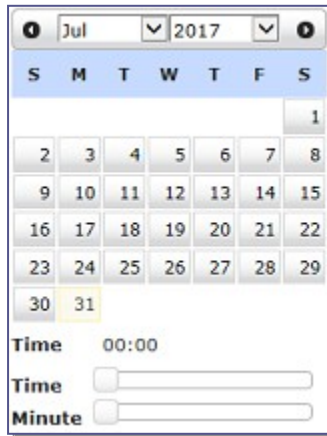 Jul 2017
S M T W T F S
1
2 3 4 5 6 7 8
9 10 11 12 13 14 15
16 17 18 19 20 21 22
23 24 25 26 27 28 29
30 31
Time 00:00
Time
Minute